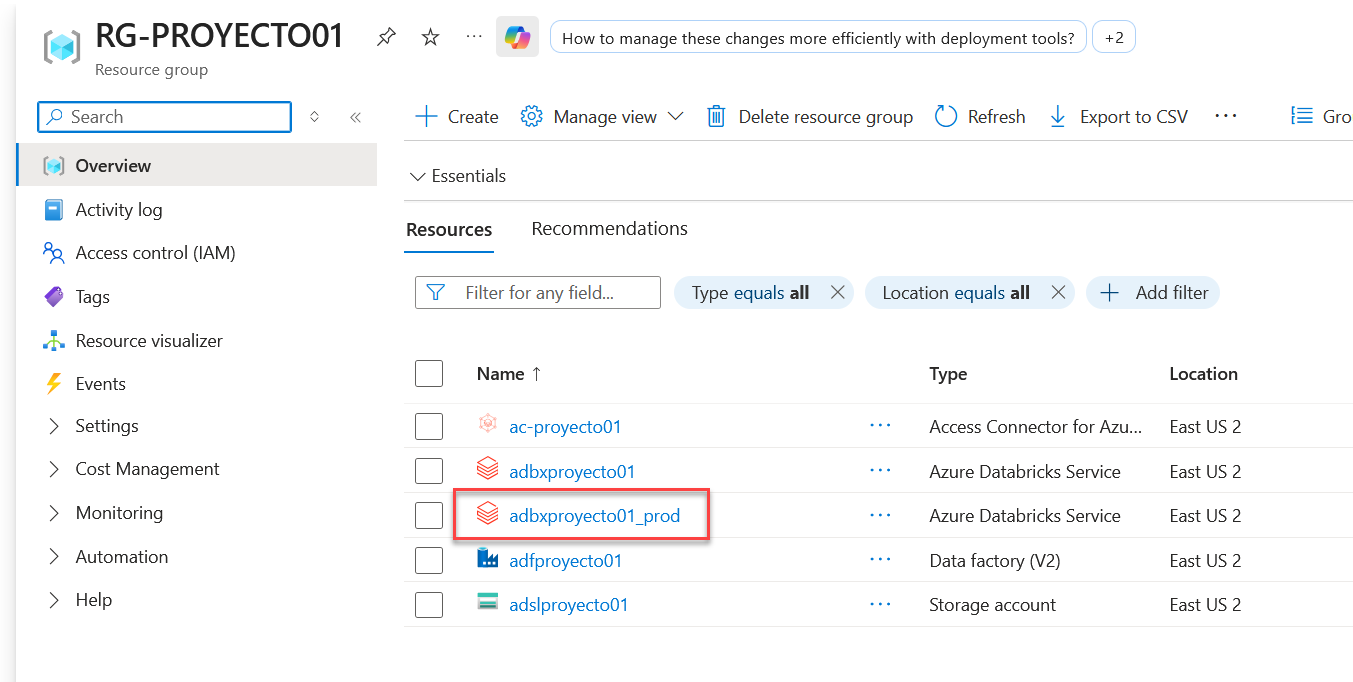 RG-PROYECTO01
Resource group
How to manage these changes more efficiently with deployment tools?
+2
Search
Overview
Activity log
Access control (IAM)
Tags
Resource visualizer
Events
Settings
Cost Management
Monitoring
Automation
Help
Create
Manage view
Delete resource group
Refresh
Export to CSV
Gro
Essentials
Resources Recommendations
Filter for any field... Type equals all Location equals all Add filter
Name ↑ Type Location
ac-proyecto01 Access Connector for Azu... East US 2
adbxproyecto01 Azure Databricks Service East US 2
adbxproyecto01_prod Azure Databricks Service East US 2
adfproyecto01 Data factory (V2) East US 2
adslproyecto01 Storage account East US 2